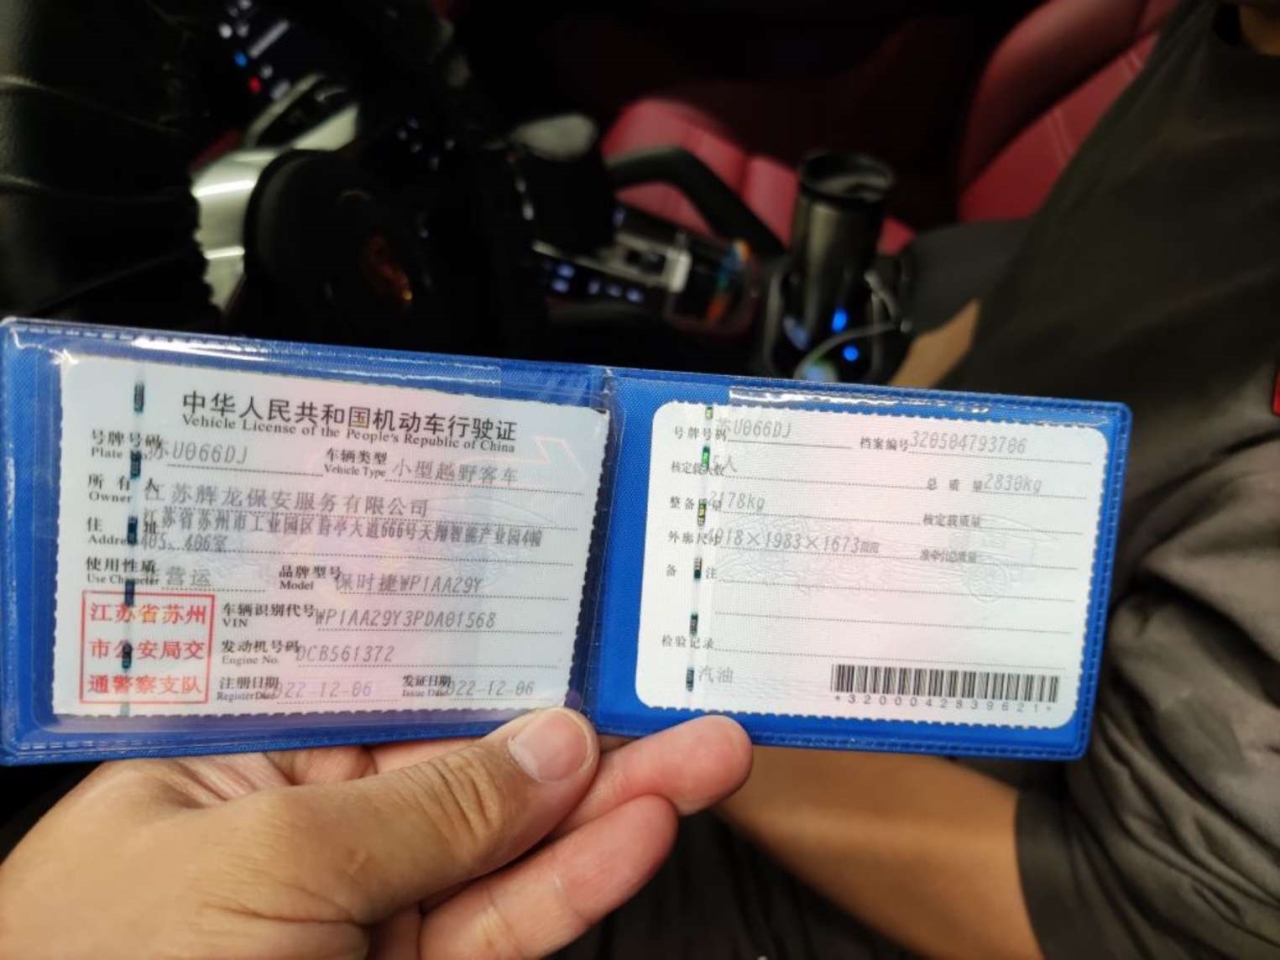 中华人民共和国机动车行驶证
Vehicle License of the People's Republic of China
号牌号码 苏U066DJ 车辆类型 小型越野客车
Plate No. Vehicle Type
所有人 江苏辉龙保安服务有限公司
Owner
住址 江苏省苏州市工业园区葑亭大道666号天翔智能产业园4幢
Address 405、406室
使用性质 营运 品牌型号 保时捷WP1AA29Y
Use Character Model
江苏省苏州
市公安局交
通警察支队
车辆识别代号 WP1AA29Y3PDA01568
VIN
发动机号码 DCB561372
Engine No.
注册日期 022-12-06 发证日期 022-12-06
Register Date Issue Date
号牌号码 苏U066DJ 档案编号 320504793706
核定载人数 5人 总质量 2830kg
整备质量 2178kg 核定载质量
外廓尺寸 4918×1983×1673mm 准牵引总质量
备注
检验记录
汽油
*3200042839621*